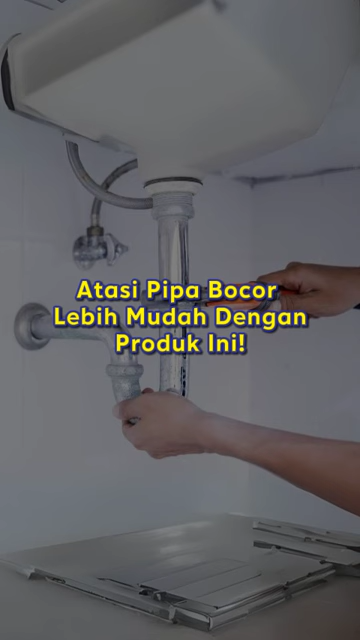 Atasi Pipa Bocor
Lebih Mudah Dengan
Produk Ini!